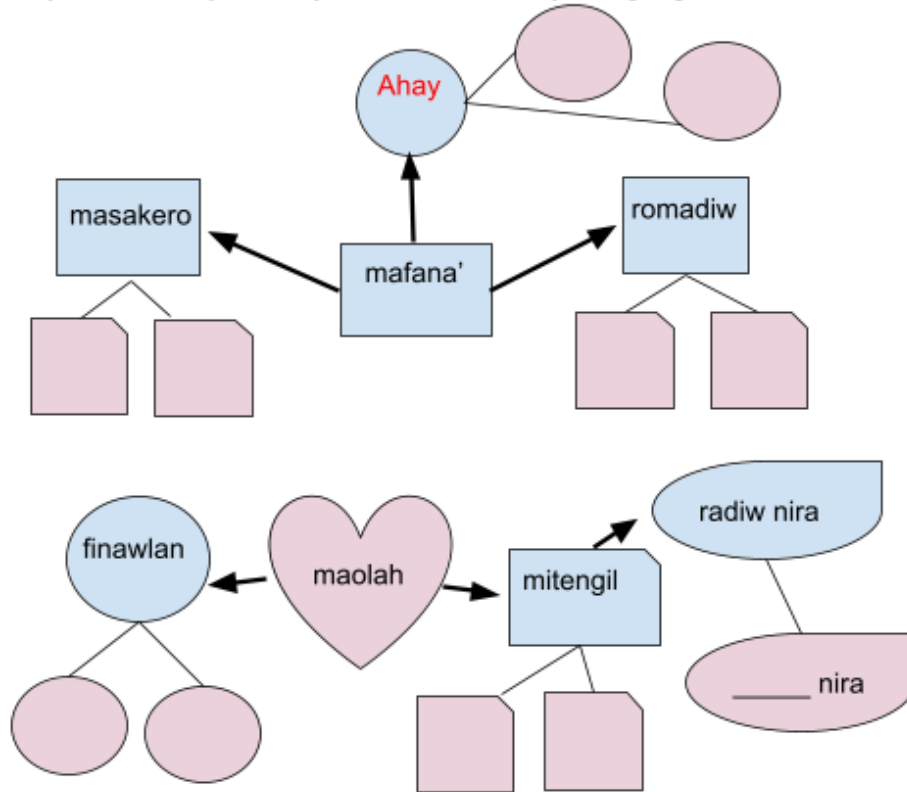 Ahay
masakero
romadiw
mafana’
finawlan
maolah
mitengil
radiw nira
_____ nira